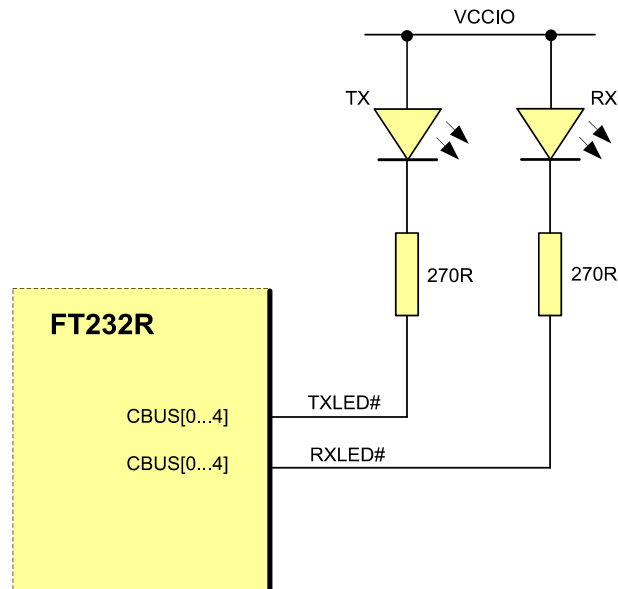 VCCIO
TX
RX
270R
270R
FT232R
TXLED#
CBUS[0...4]
RXLED#
CBUS[0...4]